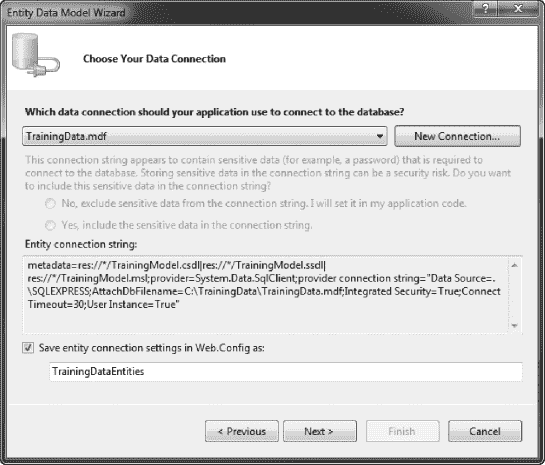 Entity Data Model Wizard
?
Choose Your Data Connection
Which data connection should your application use to connect to the database?
TrainingData.mdf
New Connection...
This connection string appears to contain sensitive data (for example, a password) that is required to
connect to the database. Storing sensitive data in the connection string can be a security risk. Do you want
to include this sensitive data in the connection string?
No, exclude sensitive data from the connection string. I will set it in my application code.
Yes, include the sensitive data in the connection string.
Entity connection string:
metadata=res://*/TrainingModel.csdl|res://*/TrainingModel.ssdl|
res://*/TrainingModel.msl;provider=System.Data.SqlClient;provider connection string="Data Source=.
\SQLEXPRESS;AttachDbFilename=C:\TrainingData\TrainingData.mdf;Integrated Security=True;Connect
Timeout=30;User Instance=True"
Save entity connection settings in Web.Config as:
TrainingDataEntities
< Previous
Next >
Finish
Cancel